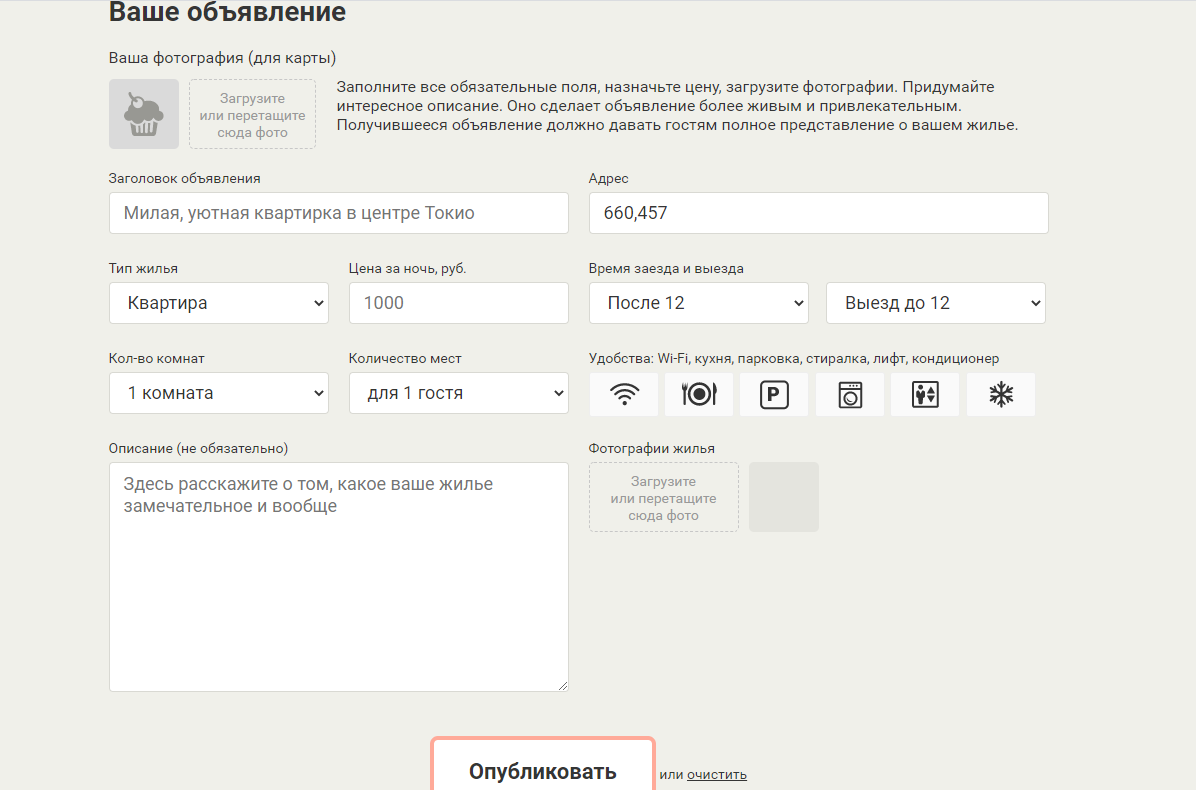 Ваше объявление
Ваша фотография (для карты)
Загрузите
или перетащите
сюда фото
Заполните все обязательные поля, назначьте цену, загрузите фотографии. Придумайте
интересное описание. Оно сделает объявление более живым и привлекательным.
Получившееся объявление должно давать гостям полное представление о вашем жилье.
Заголовок объявления
Милая, уютная квартирка в центре Токио
Адрес
660,457
Тип жилья
Квартира
Цена за ночь, руб.
1000
Время заезда и выезда
После 12
Выезд до 12
Кол-во комнат
1 комната
Количество мест
для 1 гостя
Удобства: Wi-Fi, кухня, парковка, стиралка, лифт, кондиционер
P
Описание (не обязательно)
Здесь расскажите о том, какое ваше жилье
замечательное и вообще
Фотографии жилья
Загрузите
или перетащите
сюда фото
Опубликовать
или очистить